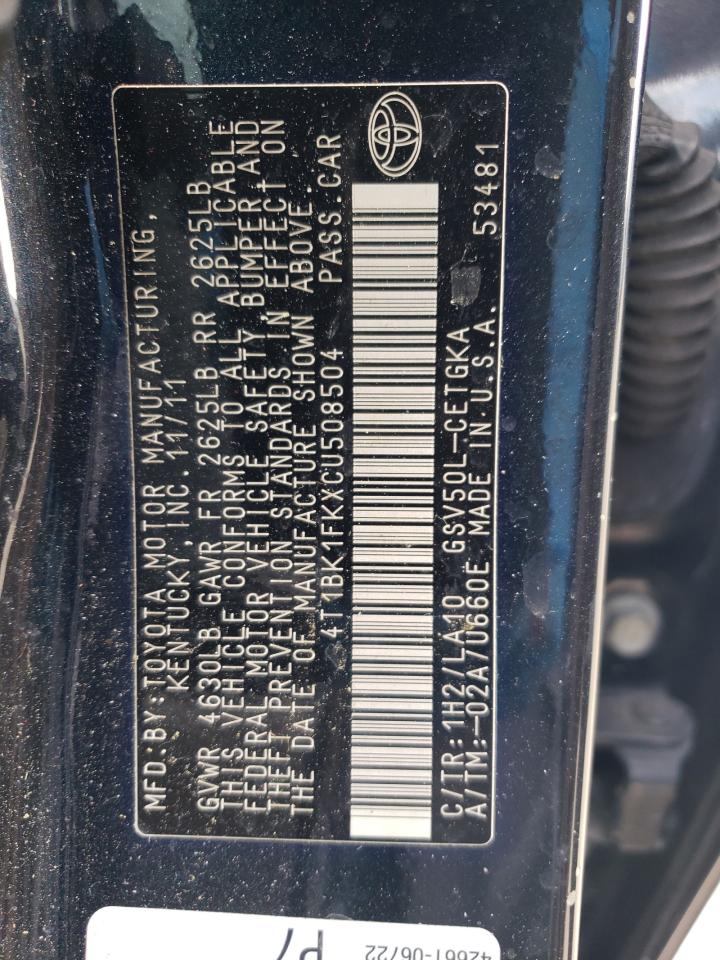 MFD.BY:TOYOTA MOTOR MANUFACTURING,
KENTUCKY,INC. 11/11
GVWR 4630LB GAWR FR 2625LB RR 2625LB
THIS VEHICLE CONFORMS TO ALL APPLICABLE
FEDERAL MOTOR VEHICLE SAFETY, BUMPER AND
THEFT PREVENTION STANDARDS IN EFFECT ON
THE DATE OF MANUFACTURE SHOWN ABOVE.
4T1BK1FKXCU508504 PASS CAR
C/TR:1H2/LA10 GSV50L-CETGKA
A/TM:-02A/U660E MADE IN U.S.A. 53481
42661-06722